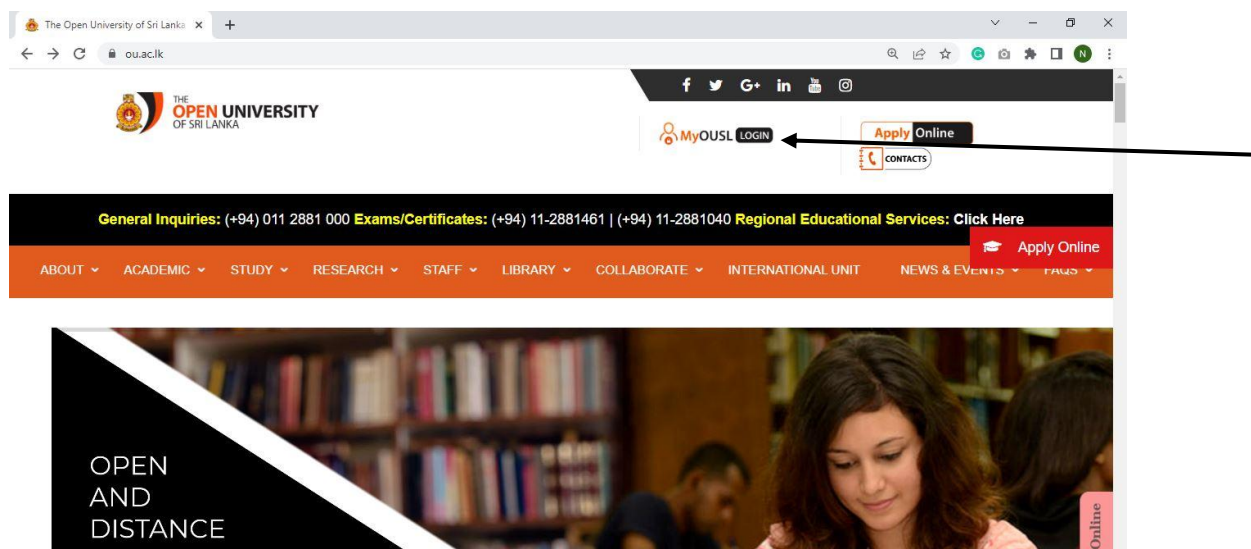 The Open University of Sri Lanka
ou.ac.lk
N
THE
OPEN UNIVERSITY
OF SRI LANKA
f G+ in You Tube
MyOUSL LOGIN
Apply Online
CONTACTS
General Inquiries: (+94) 011 2881 000 Exams/Certificates: (+94) 11-2881461 | (+94) 11-2881040 Regional Educational Services: Click Here
Apply Online
ABOUT ACADEMIC STUDY RESEARCH STAFF LIBRARY COLLABORATE INTERNATIONAL UNIT NEWS & EVENTS FAQS
OPEN
AND
DISTANCE
Online